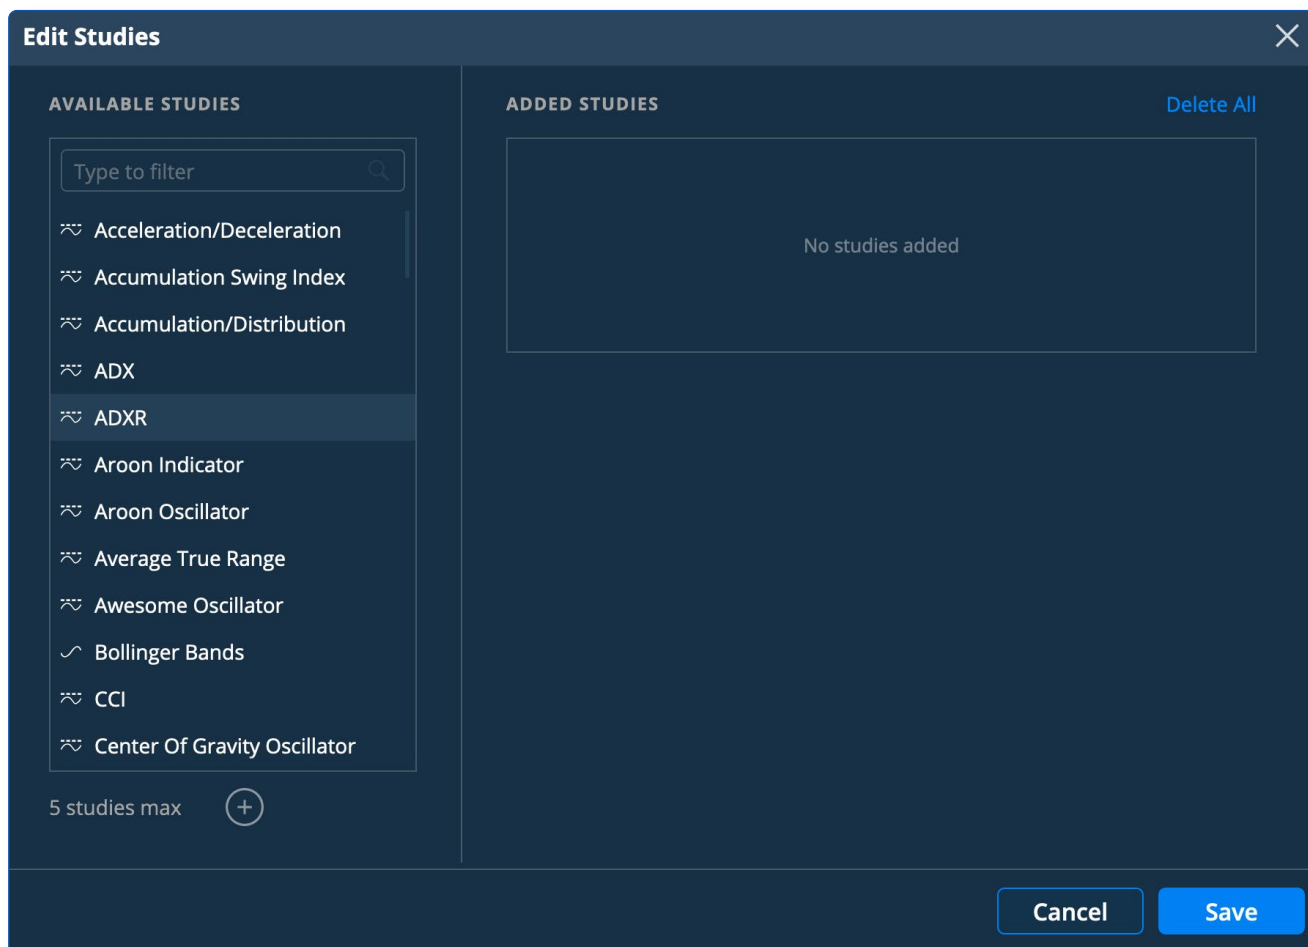 Edit Studies
AVAILABLE STUDIES
Type to filter
Acceleration/Deceleration
Accumulation Swing Index
Accumulation/Distribution
ADX
ADXR
Aroon Indicator
Aroon Oscillator
Average True Range
Awesome Oscillator
Bollinger Bands
CCI
Center Of Gravity Oscillator
5 studies max
ADDED STUDIES
Delete All
No studies added
Cancel
Save